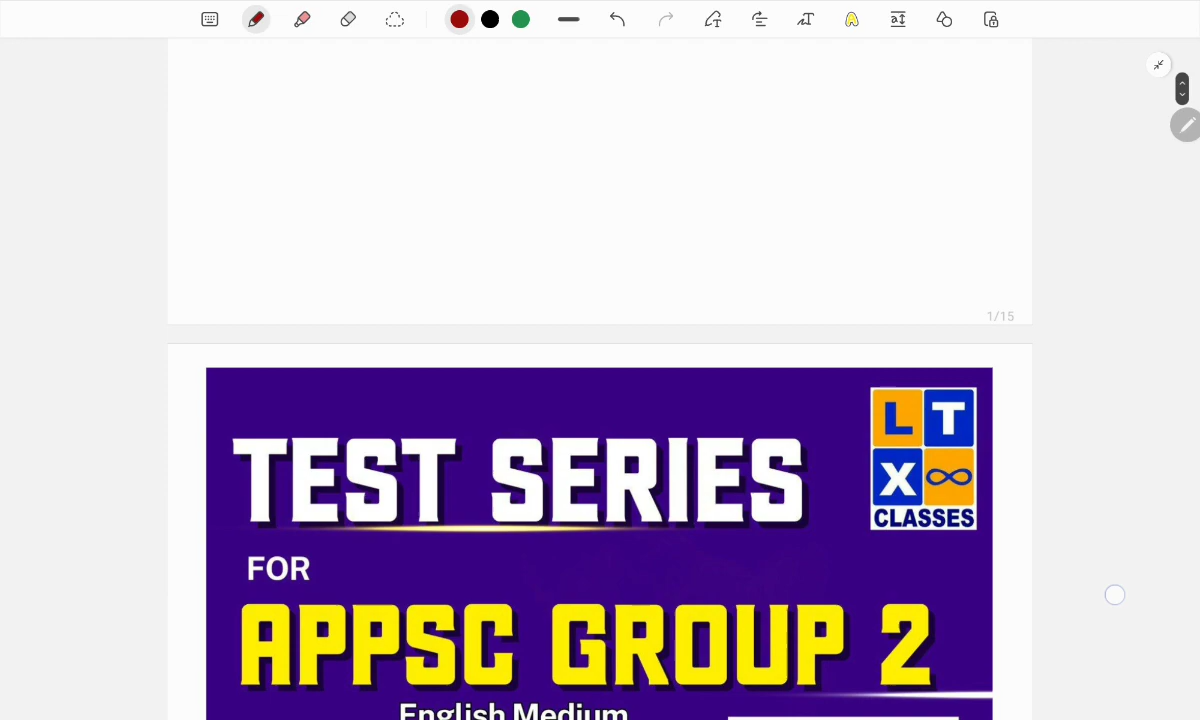 1/15
L T
X ∞
CLASSES
TEST SERIES
FOR
APPSC GROUP 2
English Medium